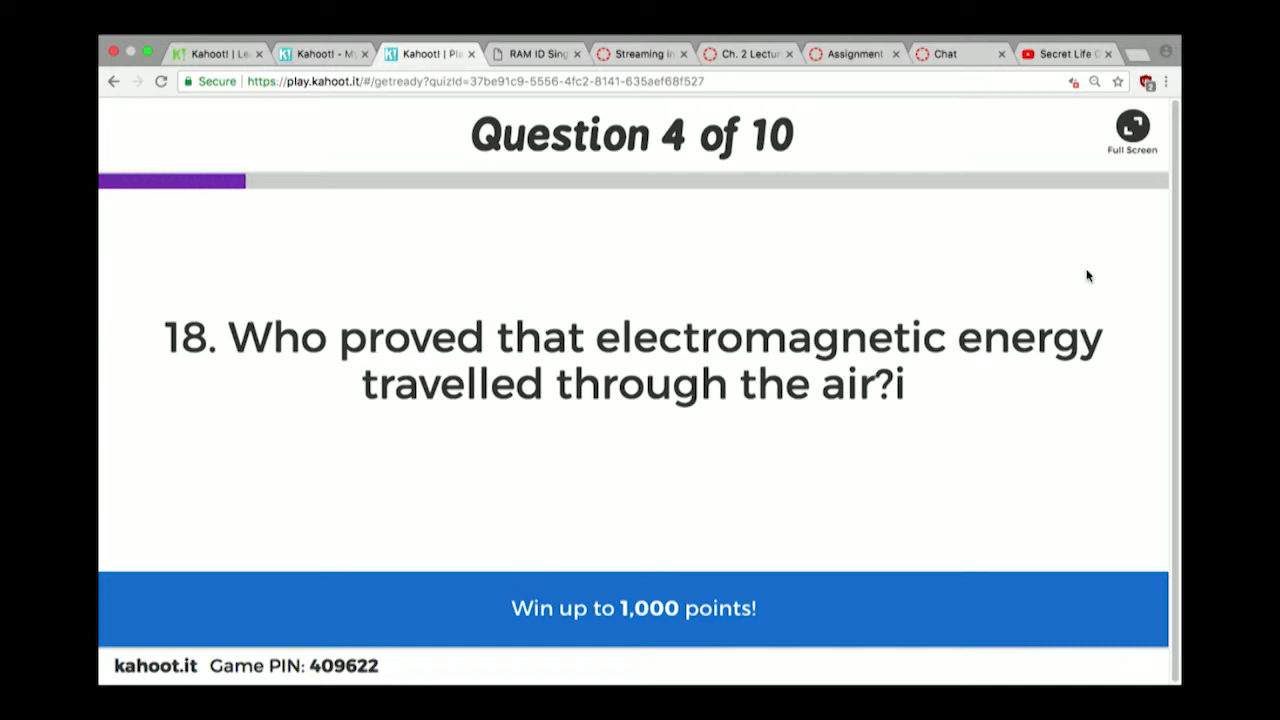 Kahoot! | Le
Kahoot! - My
Kahoot! | Pla
RAM ID Sing
Streaming in
Ch. 2 Lectur
Assignment
Chat
Secret Life O
Secure
https://play.kahoot.it/#/getready?quizId=37be91c9-5556-4fc2-8141-635aef68f527
Question 4 of 10
Full Screen
18. Who proved that electromagnetic energy
travelled through the air?i
Win up to 1,000 points!
kahoot.it Game PIN: 409622